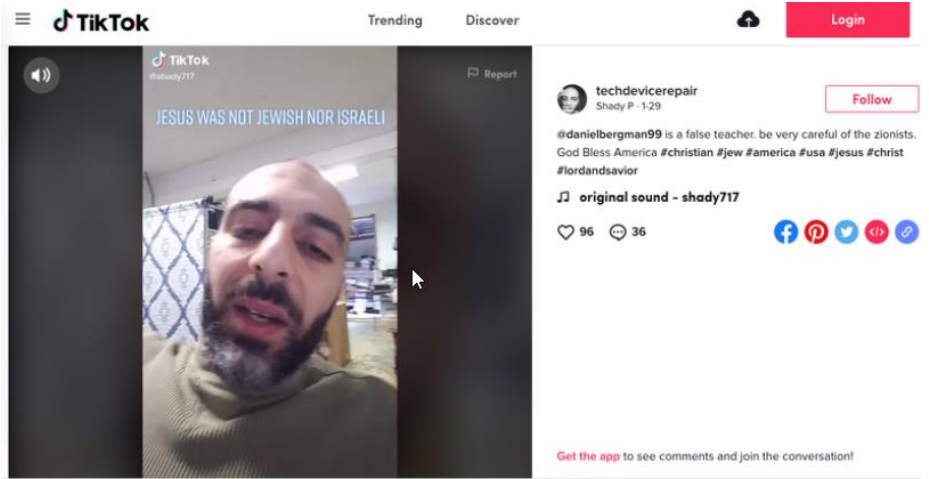 TikTok
Trending
Discover
Login
TikTok
@shady717
Report
JESUS WAS NOT JEWISH NOR ISRAELI
techdevicerepair
Shady P · 1-29
Follow
@danielbergman99 is a false teacher. be very careful of the zionists.
God Bless America #christian #jew #america #usa #jesus #christ
#lordandsavior
original sound - shady717
96
36
Get the app to see comments and join the conversation!